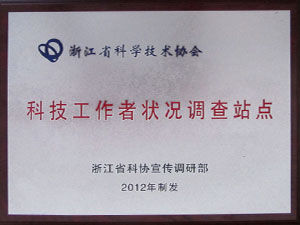 浙江省科学技术协会
科技工作者状况调查站点
浙江省科协宣传调研部
2012年制发